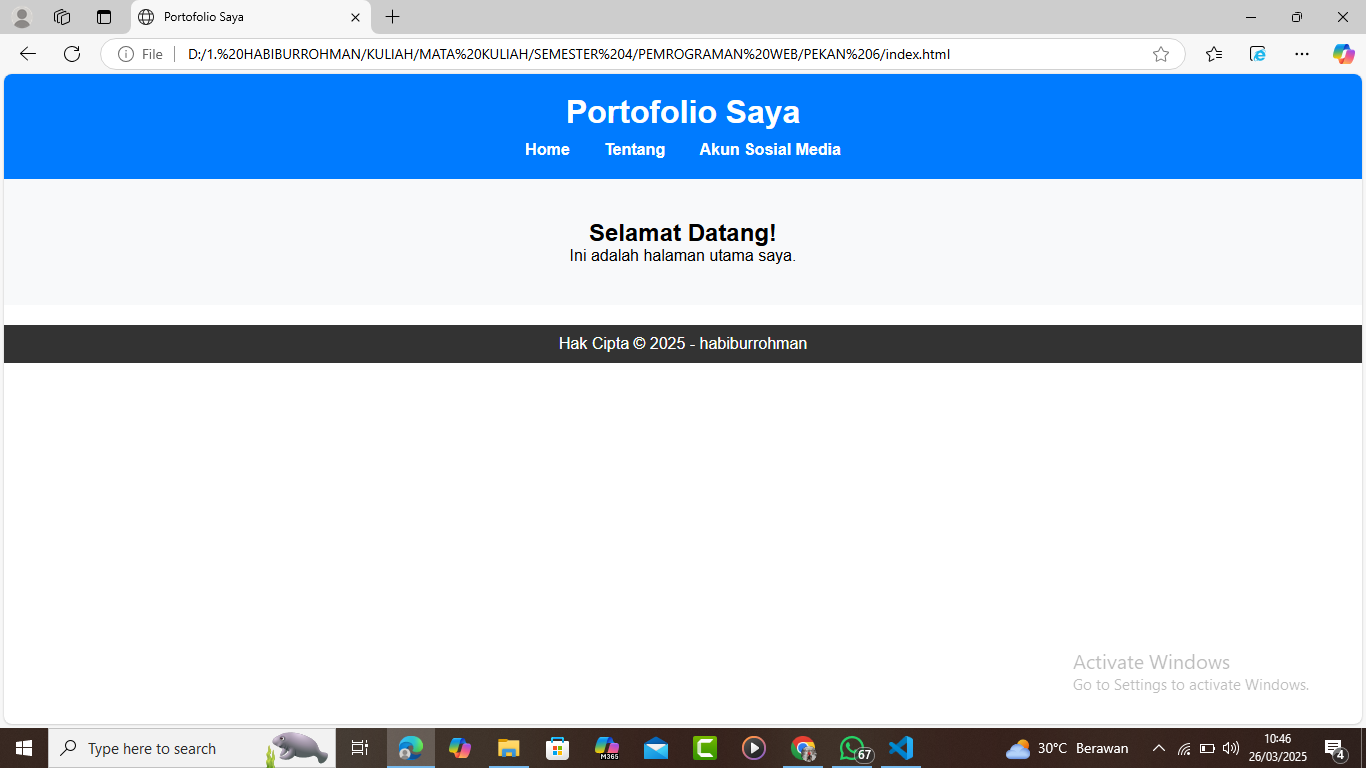 Portofolio Saya
File
D:/1.%20HABIBURROHMAN/KULIAH/MATA%20KULIAH/SEMESTER%204/PEMROGRAMAN%20WEB/PEKAN%206/index.html
Portofolio Saya
Home Tentang Akun Sosial Media
Selamat Datang!
Ini adalah halaman utama saya.
Hak Cipta © 2025 - habiburrohman
Activate Windows
Go to Settings to activate Windows.
Type here to search
M365
67
30°C Berawan
10:46
26/03/2025
4